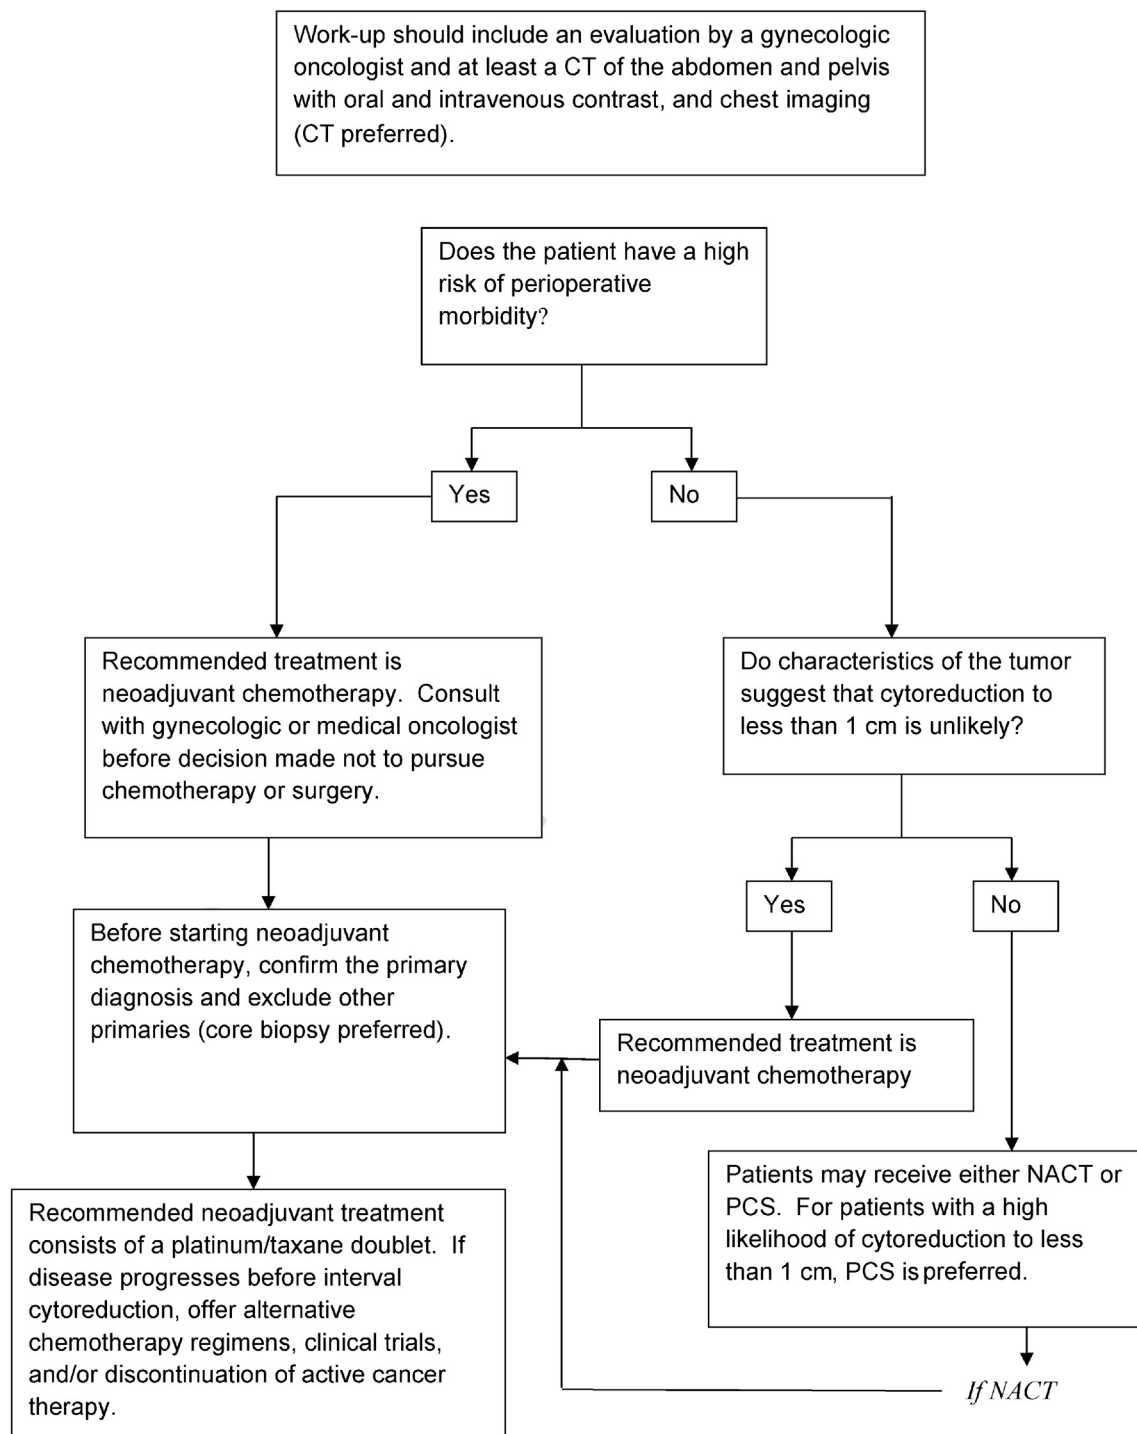 Work-up should include an evaluation by a gynecologic
oncologist and at least a CT of the abdomen and pelvis
with oral and intravenous contrast, and chest imaging
(CT preferred).
Does the patient have a high
risk of perioperative
morbidity?
Yes
No
Recommended treatment is
neoadjuvant chemotherapy.  Consult
with gynecologic or medical oncologist
before decision made not to pursue
chemotherapy or surgery.
Do characteristics of the tumor
suggest that cytoreduction to
less than 1 cm is unlikely?
Yes
No
Before starting neoadjuvant
chemotherapy, confirm the primary
diagnosis and exclude other
primaries (core biopsy preferred).
Recommended treatment is
neoadjuvant chemotherapy
Patients may receive either NACT or
PCS.  For patients with a high
likelihood of cytoreduction to less
than 1 cm, PCS is preferred.
Recommended neoadjuvant treatment
consists of a platinum/taxane doublet.  If
disease progresses before interval
cytoreduction, offer alternative
chemotherapy regimens, clinical trials,
and/or discontinuation of active cancer
therapy.
If NACT